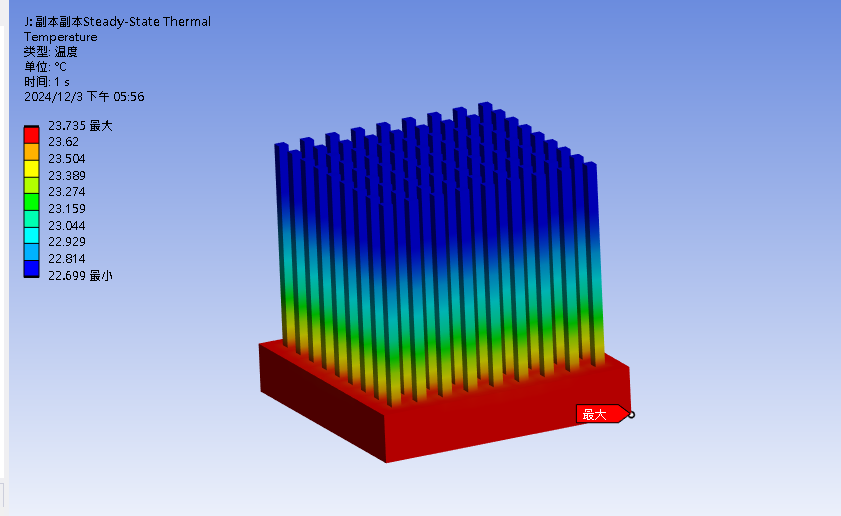 J: 副本副本Steady-State Thermal
Temperature
类型: 温度
单位: °C
时间: 1 s
2024/12/3 下午 05:56
23.735 最大
23.62
23.504
23.389
23.274
23.159
23.044
22.929
22.814
22.699 最小
最大